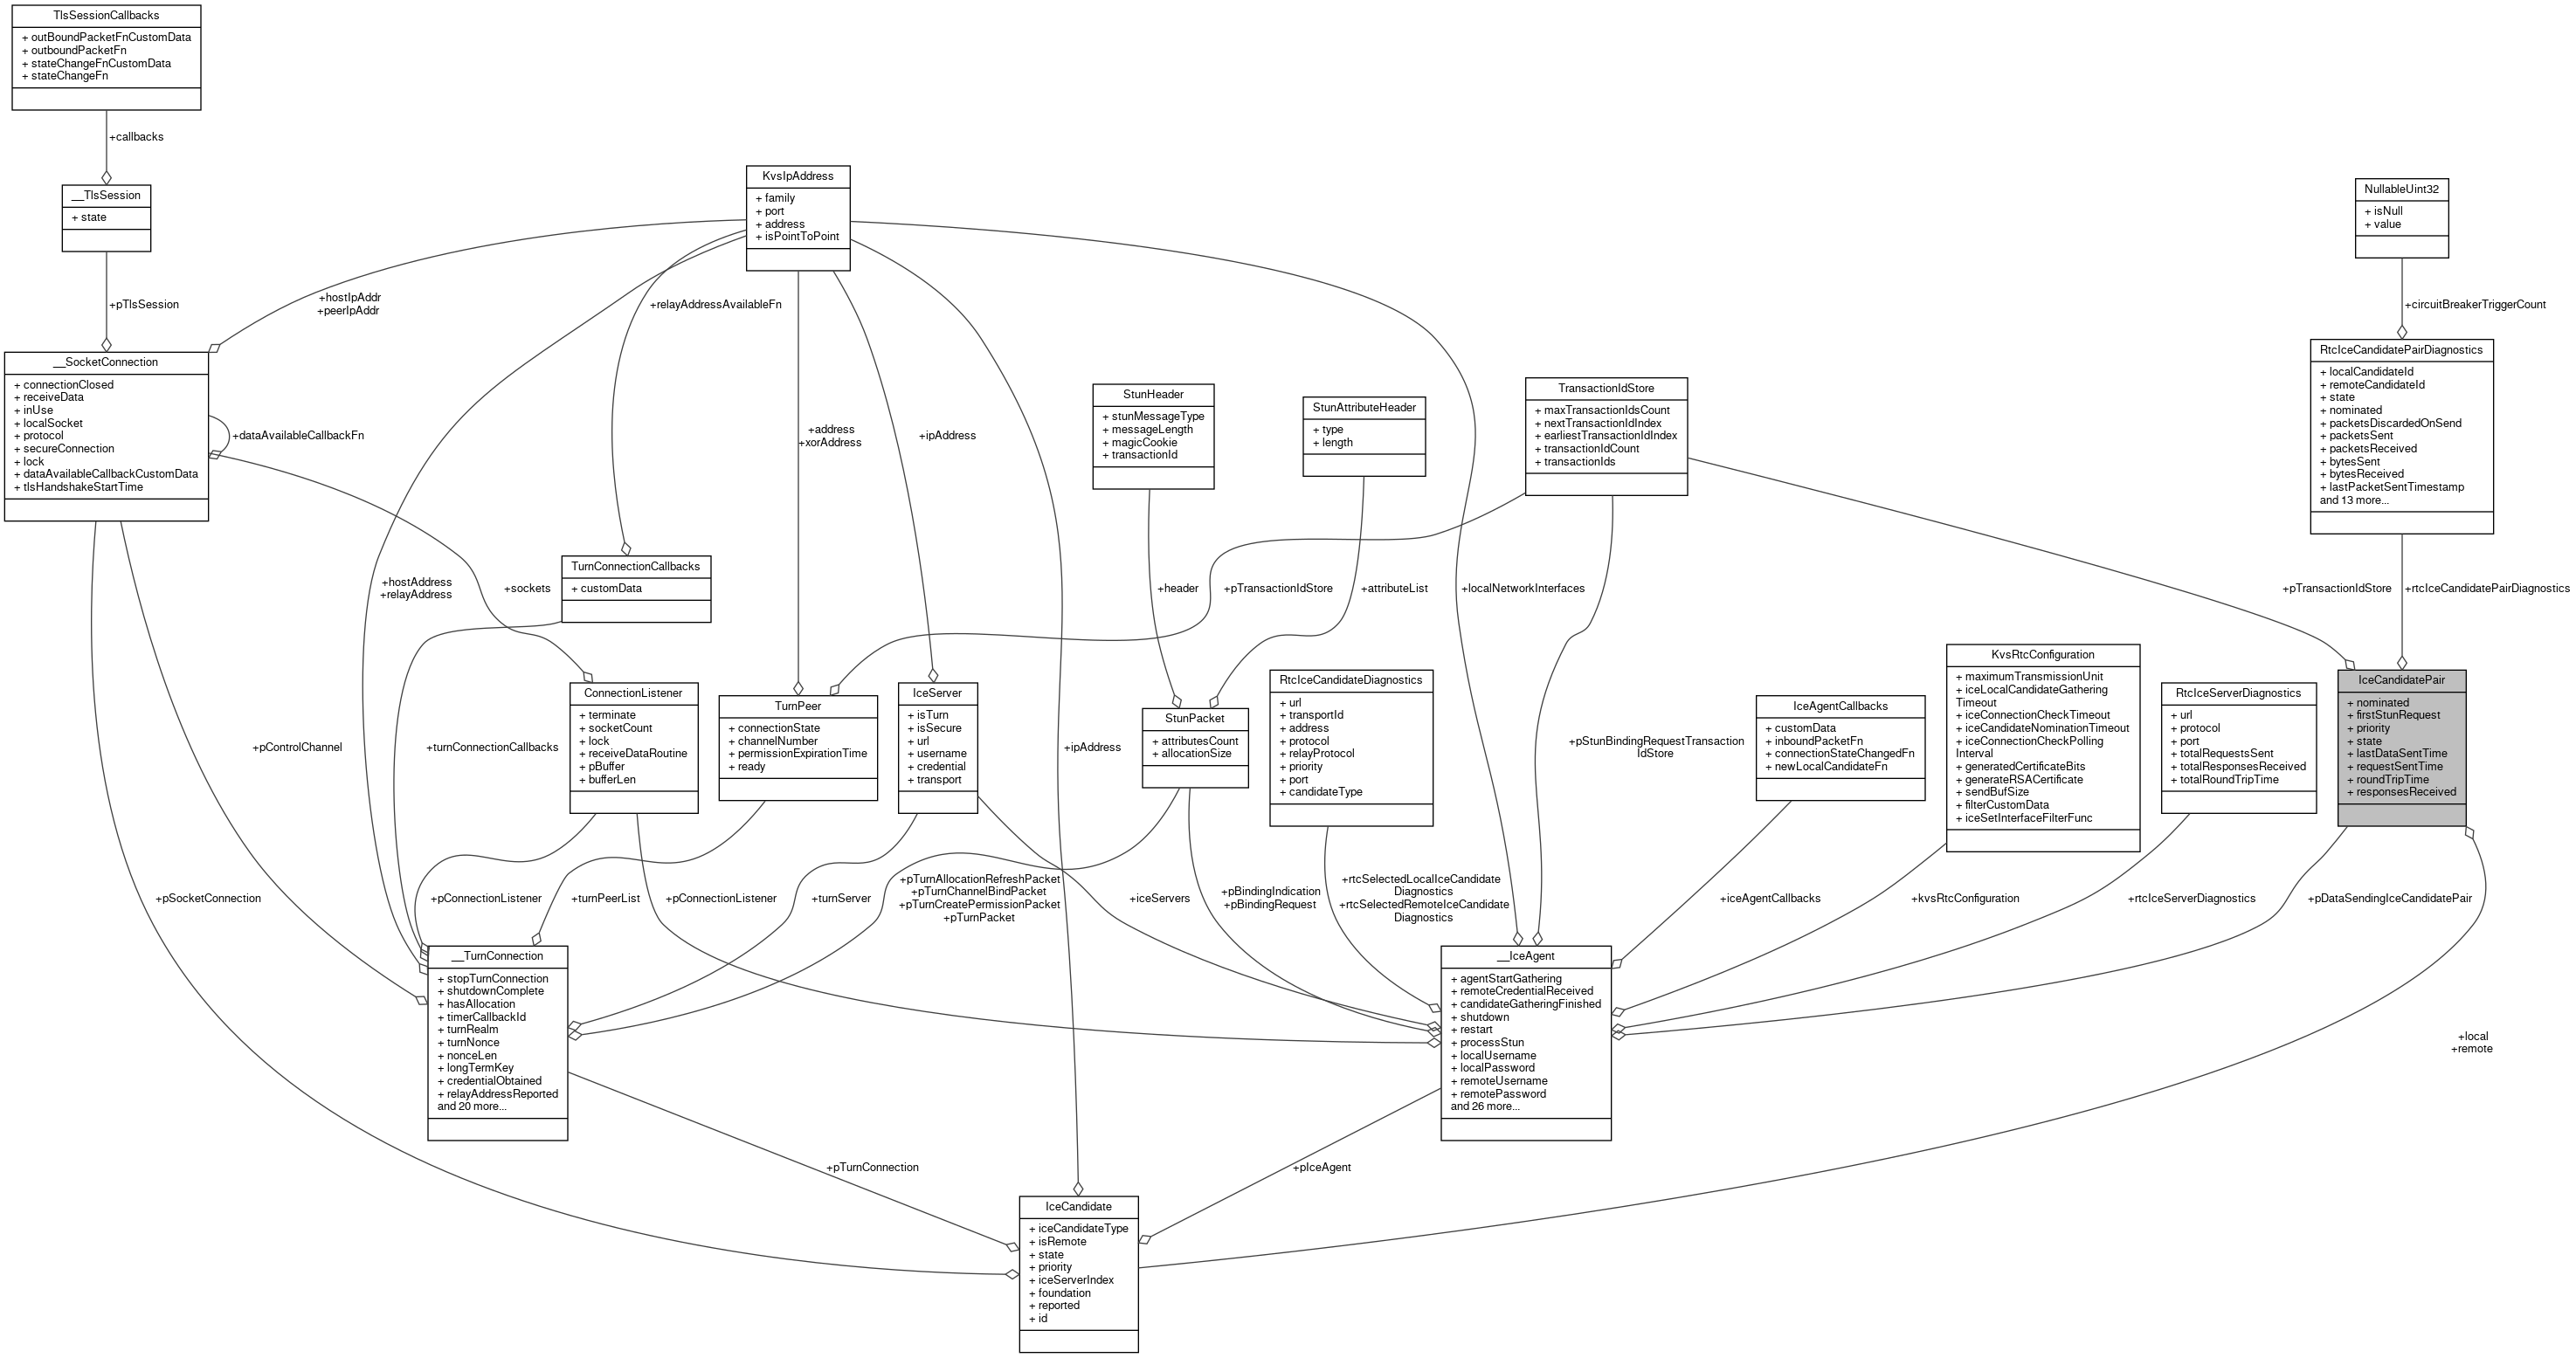 TlsSessionCallbacks
+ outBoundPacketFnCustomData
+ outboundPacketFn
+ stateChangeFnCustomData
+ stateChangeFn
+callbacks
__TlsSession
+ state
+pTlsSession
KvsIpAddress
+ family
+ port
+ address
+ isPointToPoint
NullableUint32
+ isNull
+ value
+hostIpAddr
+peerIpAddr
+relayAddressAvailableFn
+circuitBreakerTriggerCount
__SocketConnection
+ connectionClosed
+ receiveData
+ inUse
+ localSocket
+ protocol
+ secureConnection
+ lock
+ dataAvailableCallbackCustomData
+ tlsHandshakeStartTime
+dataAvailableCallbackFn
+address
+xorAddress
+ipAddress
StunHeader
+ stunMessageType
+ messageLength
+ magicCookie
+ transactionId
StunAttributeHeader
+ type
+ length
TransactionIdStore
+ maxTransactionIdsCount
+ nextTransactionIdIndex
+ earliestTransactionIdIndex
+ transactionIdCount
+ transactionIds
RtcIceCandidatePairDiagnostics
+ localCandidateId
+ remoteCandidateId
+ state
+ nominated
+ packetsDiscardedOnSend
+ packetsSent
+ packetsReceived
+ bytesSent
+ bytesReceived
+ lastPacketSentTimestamp
and 13 more...
+hostAddress
+relayAddress
+sockets
TurnConnectionCallbacks
+ customData
+pTransactionIdStore
+header
+attributeList
+localNetworkInterfaces
+pTransactionIdStore
+rtcIceCandidatePairDiagnostics
+pControlChannel
+turnConnectionCallbacks
ConnectionListener
+ terminate
+ socketCount
+ lock
+ receiveDataRoutine
+ pBuffer
+ bufferLen
TurnPeer
+ connectionState
+ channelNumber
+ permissionExpirationTime
+ ready
IceServer
+ isTurn
+ isSecure
+ url
+ username
+ credential
+ transport
+ipAddress
StunPacket
+ attributesCount
+ allocationSize
RtcIceCandidateDiagnostics
+ url
+ transportId
+ address
+ protocol
+ relayProtocol
+ priority
+ port
+ candidateType
+pStunBindingRequestTransaction
IdStore
IceAgentCallbacks
+ customData
+ inboundPacketFn
+ connectionStateChangedFn
+ newLocalCandidateFn
KvsRtcConfiguration
+ maximumTransmissionUnit
+ iceLocalCandidateGathering
Timeout
+ iceConnectionCheckTimeout
+ iceCandidateNominationTimeout
+ iceConnectionCheckPolling
Interval
+ generatedCertificateBits
+ generateRSACertificate
+ sendBufSize
+ filterCustomData
+ iceSetInterfaceFilterFunc
RtcIceServerDiagnostics
+ url
+ protocol
+ port
+ totalRequestsSent
+ totalResponsesReceived
+ totalRoundTripTime
IceCandidatePair
+ nominated
+ firstStunRequest
+ priority
+ state
+ lastDataSentTime
+ requestSentTime
+ roundTripTime
+ responsesReceived
+pSocketConnection
+pConnectionListener
+turnPeerList
+pConnectionListener
+turnServer
+pTurnAllocationRefreshPacket
+pTurnChannelBindPacket
+pTurnCreatePermissionPacket
+pTurnPacket
+iceServers
+pBindingIndication
+pBindingRequest
+rtcSelectedLocalIceCandidate
Diagnostics
+rtcSelectedRemoteIceCandidate
Diagnostics
+iceAgentCallbacks
+kvsRtcConfiguration
+rtcIceServerDiagnostics
+pDataSendingIceCandidatePair
__TurnConnection
+ stopTurnConnection
+ shutdownComplete
+ hasAllocation
+ timerCallbackId
+ turnRealm
+ turnNonce
+ nonceLen
+ longTermKey
+ credentialObtained
+ relayAddressReported
and 20 more...
__IceAgent
+ agentStartGathering
+ remoteCredentialReceived
+ candidateGatheringFinished
+ shutdown
+ restart
+ processStun
+ localUsername
+ localPassword
+ remoteUsername
+ remotePassword
and 26 more...
+local
+remote
+pTurnConnection
+pIceAgent
IceCandidate
+ iceCandidateType
+ isRemote
+ state
+ priority
+ iceServerIndex
+ foundation
+ reported
+ id